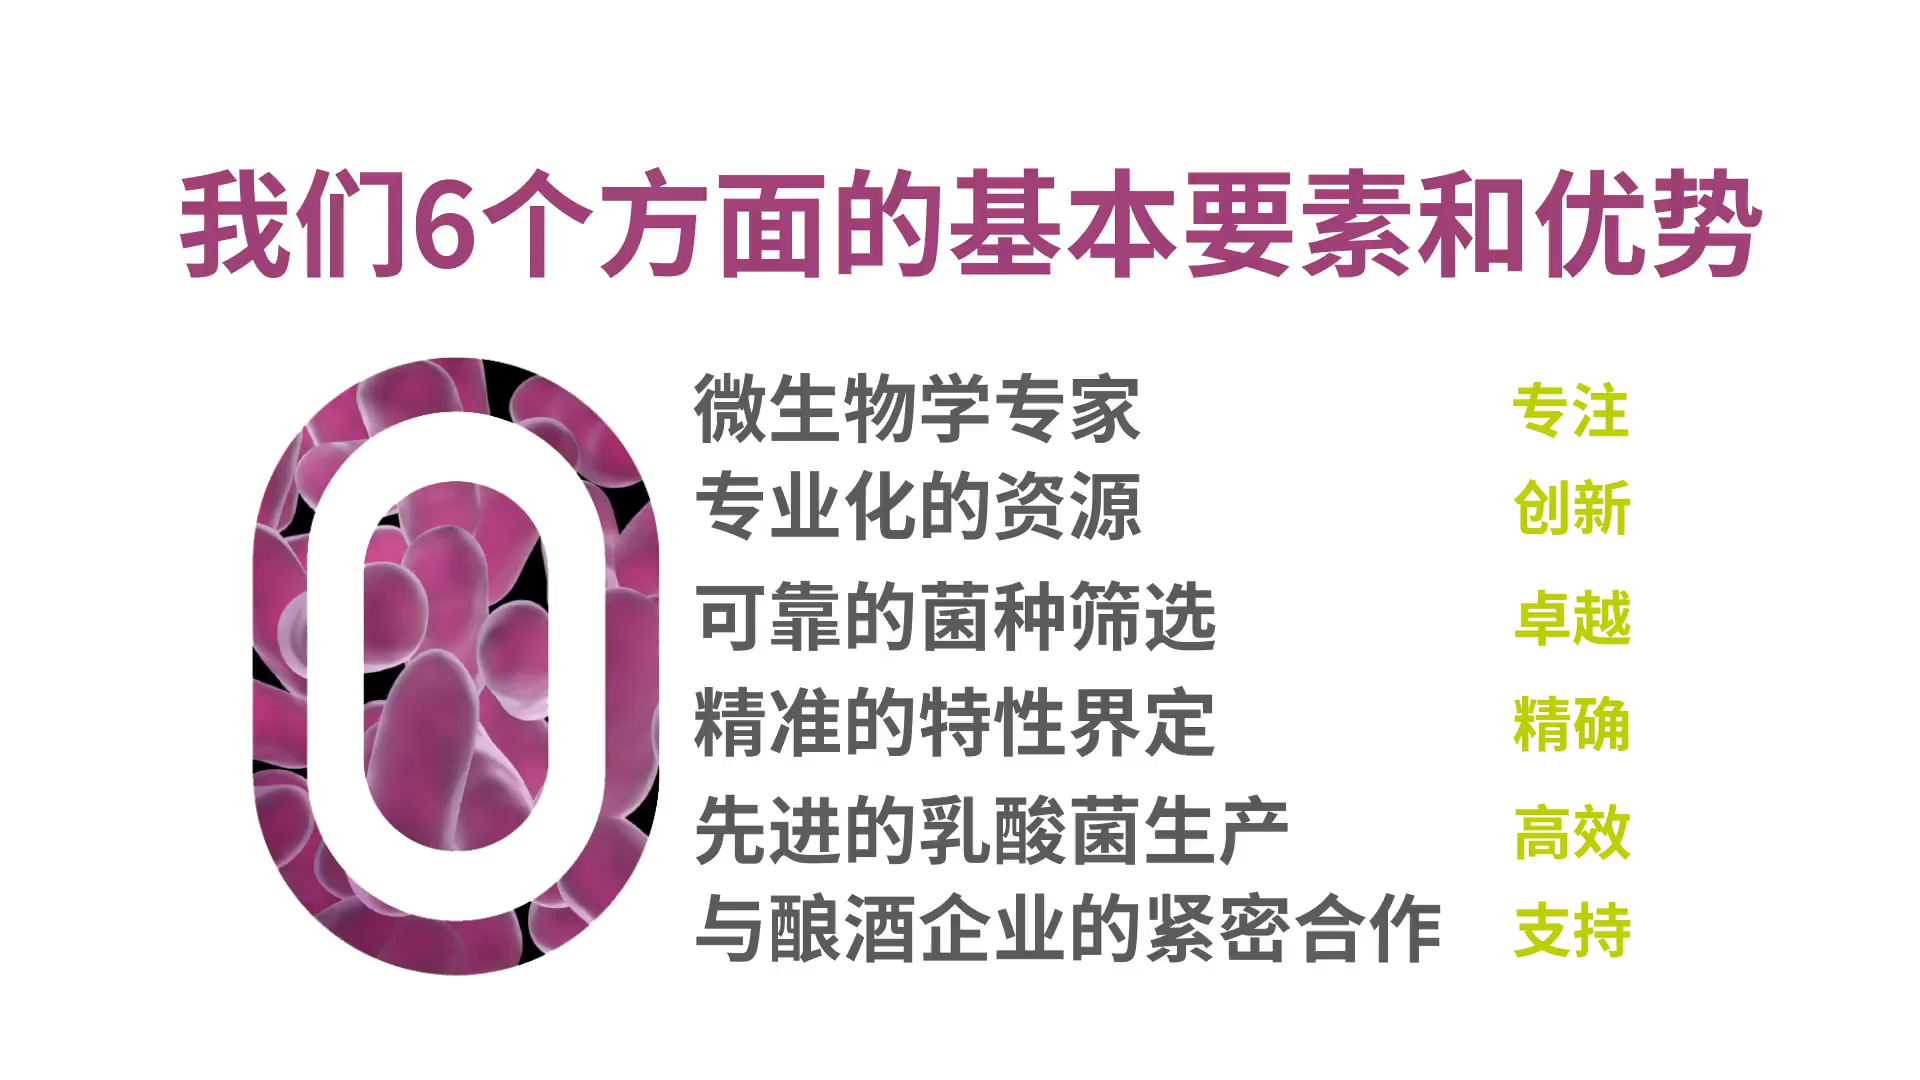 我们6个方面的基本要素和优势
微生物学专家 专注
专业化的资源 创新
可靠的菌种筛选 卓越
精准的特性界定 精确
先进的乳酸菌生产 高效
与酿酒企业的紧密合作 支持